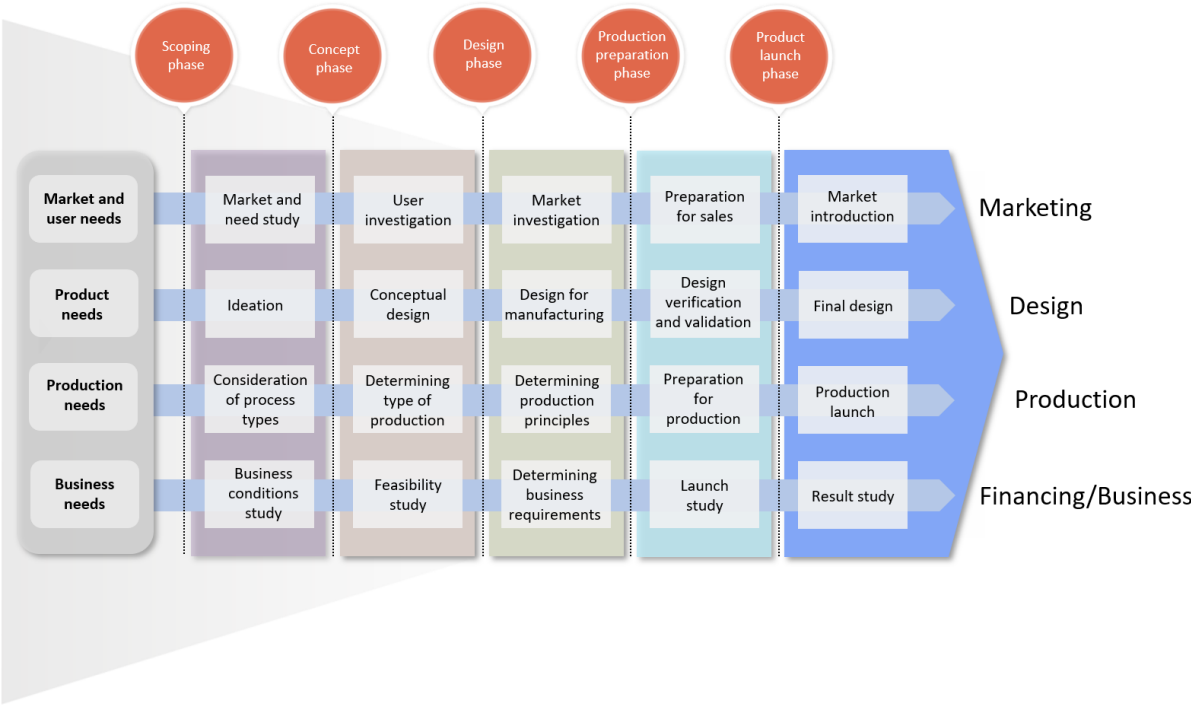 Scoping
phase
Concept
phase
Design
phase
Production
preparation
phase
Product
launch
phase
Market and
user needs
Market and
need study
User
investigation
Market
investigation
Preparation
for sales
Market
introduction
Marketing
Product
needs
Ideation
Conceptual
design
Design for
manufacturing
Design
verification
and validation
Final design
Design
Production
needs
Consideration
of process
types
Determining
type of
production
Determining
production
principles
Preparation
for
production
Production
launch
Production
Business
needs
Business
conditions
study
Feasibility
study
Determining
business
requirements
Launch
study
Result study
Financing/Business